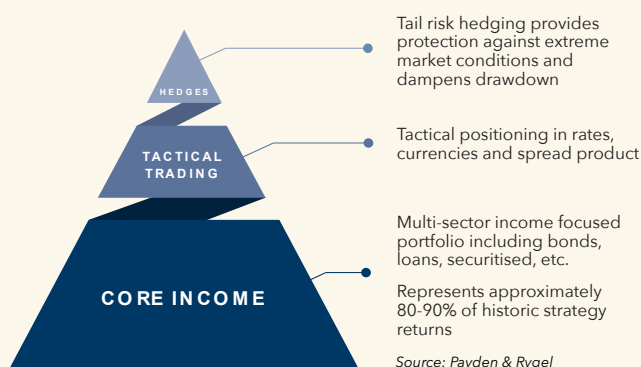 HEDGES
Tail risk hedging provides
protection against extreme
market conditions and
dampens drawdown
TACTICAL
TRADING
Tactical positioning in rates,
currencies and spread product
CORE INCOME
Multi-sector income focused
portfolio including bonds,
loans, securitised, etc.
Represents approximately
80-90% of historic strategy
returns
Source: Payden & Rygel